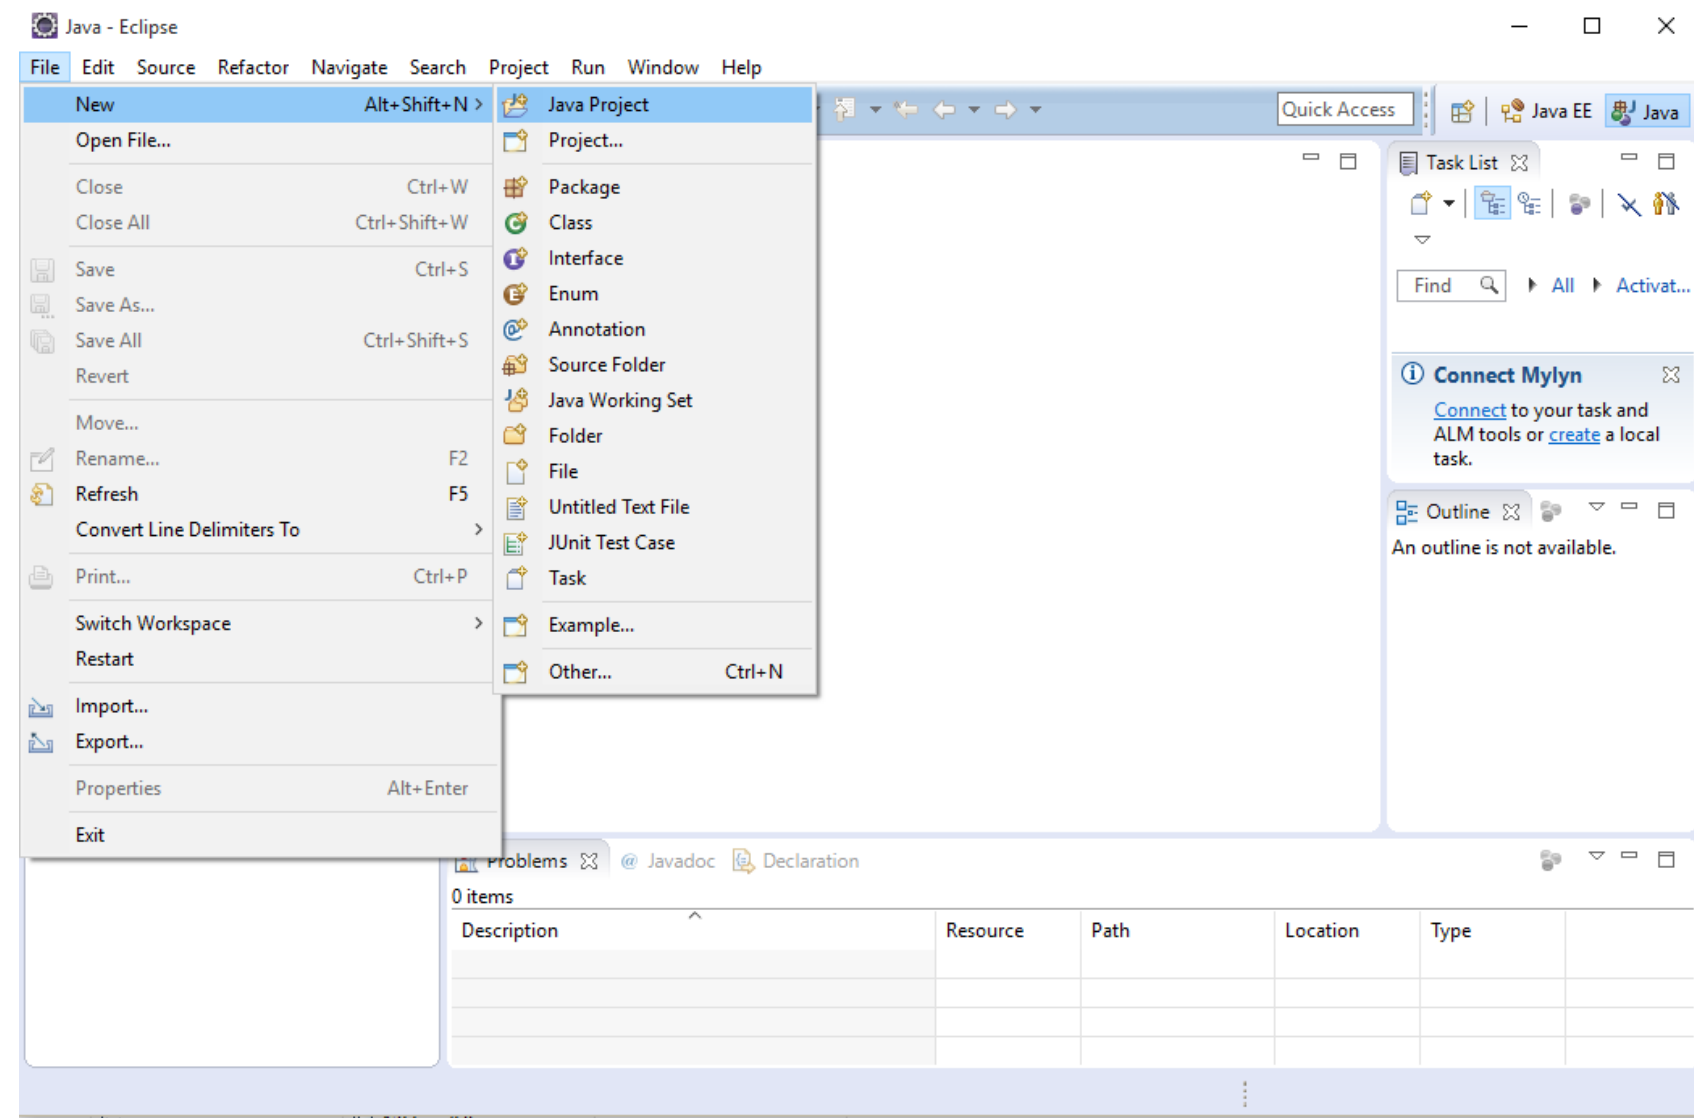 Java - Eclipse
File Edit Source Refactor Navigate Search Project Run Window Help
New Alt+Shift+N
Open File...
Close Ctrl+W
Close All Ctrl+Shift+W
Save Ctrl+S
Save As...
Save All Ctrl+Shift+S
Revert
Move...
Rename... F2
Refresh F5
Convert Line Delimiters To
Print... Ctrl+P
Switch Workspace
Restart
Import...
Export...
Properties Alt+Enter
Exit
Java Project
Project...
Package
Class
Interface
Enum
Annotation
Source Folder
Java Working Set
Folder
File
Untitled Text File
JUnit Test Case
Task
Example...
Other... Ctrl+N
Quick Access Java EE Java
Task List
Find All Activat...
Connect Mylyn
Connect to your task and
ALM tools or create a local
task.
Outline
An outline is not available.
Problems @ Javadoc Declaration
0 items
Description Resource Path Location Type